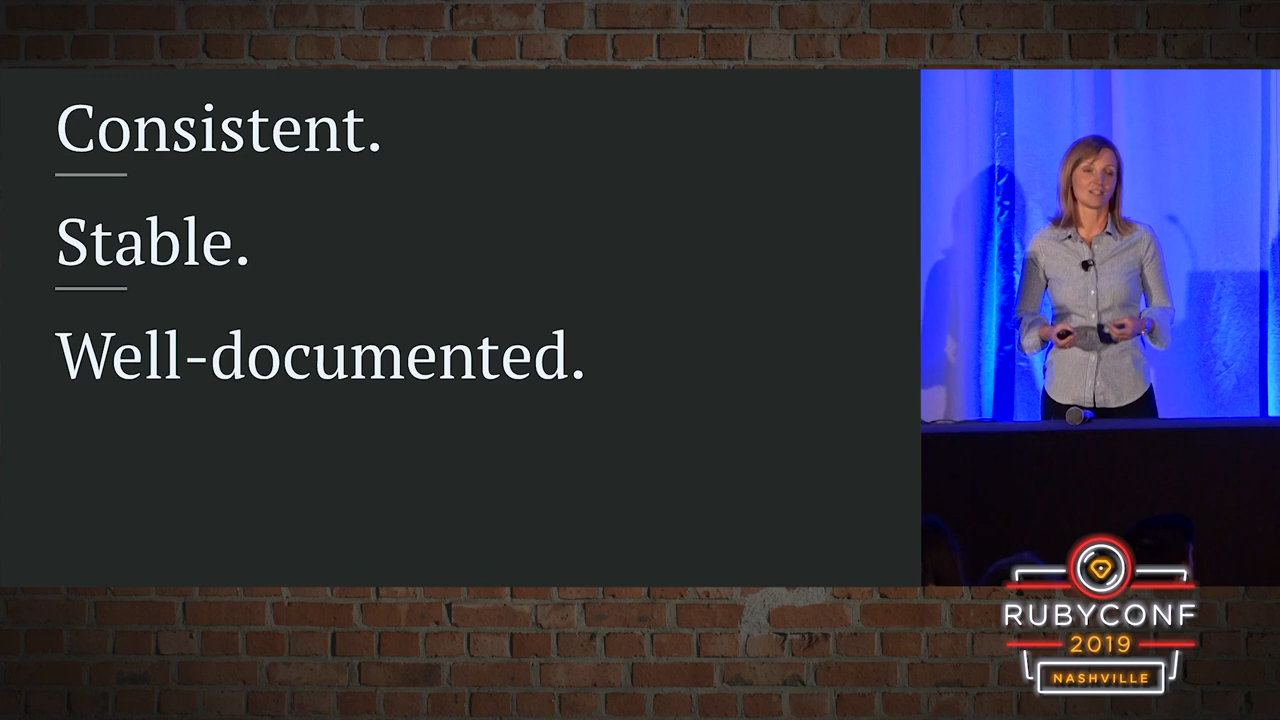 Consistent.
Stable.
Well-documented.
RUBYCONF
2019
NASHVILLE